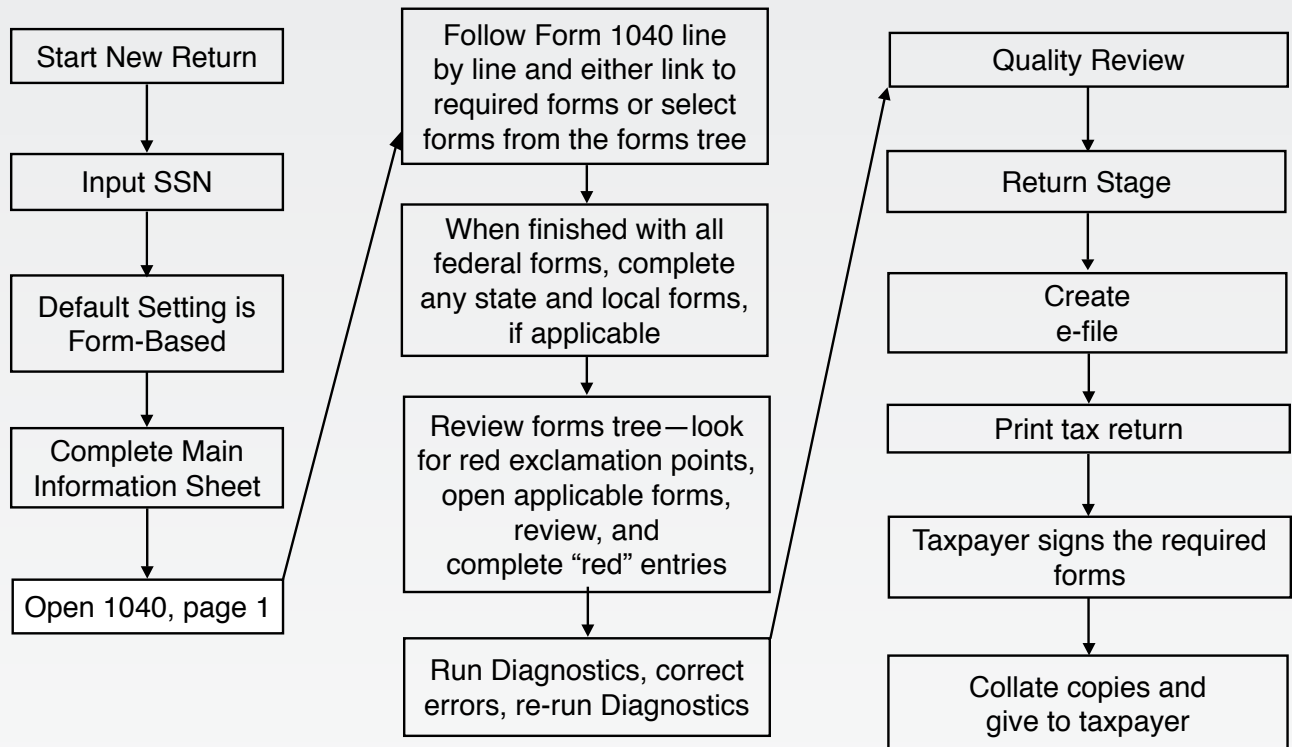 Start New Return
Input SSN
Default Setting is
Form-Based
Complete Main
Information Sheet
Open 1040, page 1
Follow Form 1040 line
by line and either link to
required forms or select
forms from the forms tree
When finished with all
federal forms, complete
any state and local forms,
if applicable
Review forms tree—look
for red exclamation points,
open applicable forms,
review, and
complete “red” entries
Run Diagnostics, correct
errors, re-run Diagnostics
Quality Review
Return Stage
Create
e-file
Print tax return
Taxpayer signs the required
forms
Collate copies and
give to taxpayer